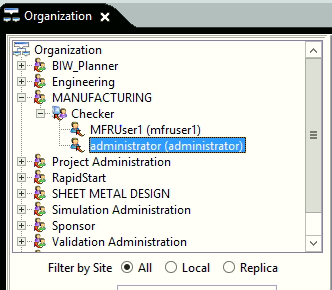 Organization
Organization
BIW_Planner
Engineering
MANUFACTURING
Checker
MFRUser1 (mfruser1)
administrator (administrator)
Project Administration
RapidStart
SHEET METAL DESIGN
Simulation Administration
Sponsor
Validation Administration
Filter by Site All Local Replica